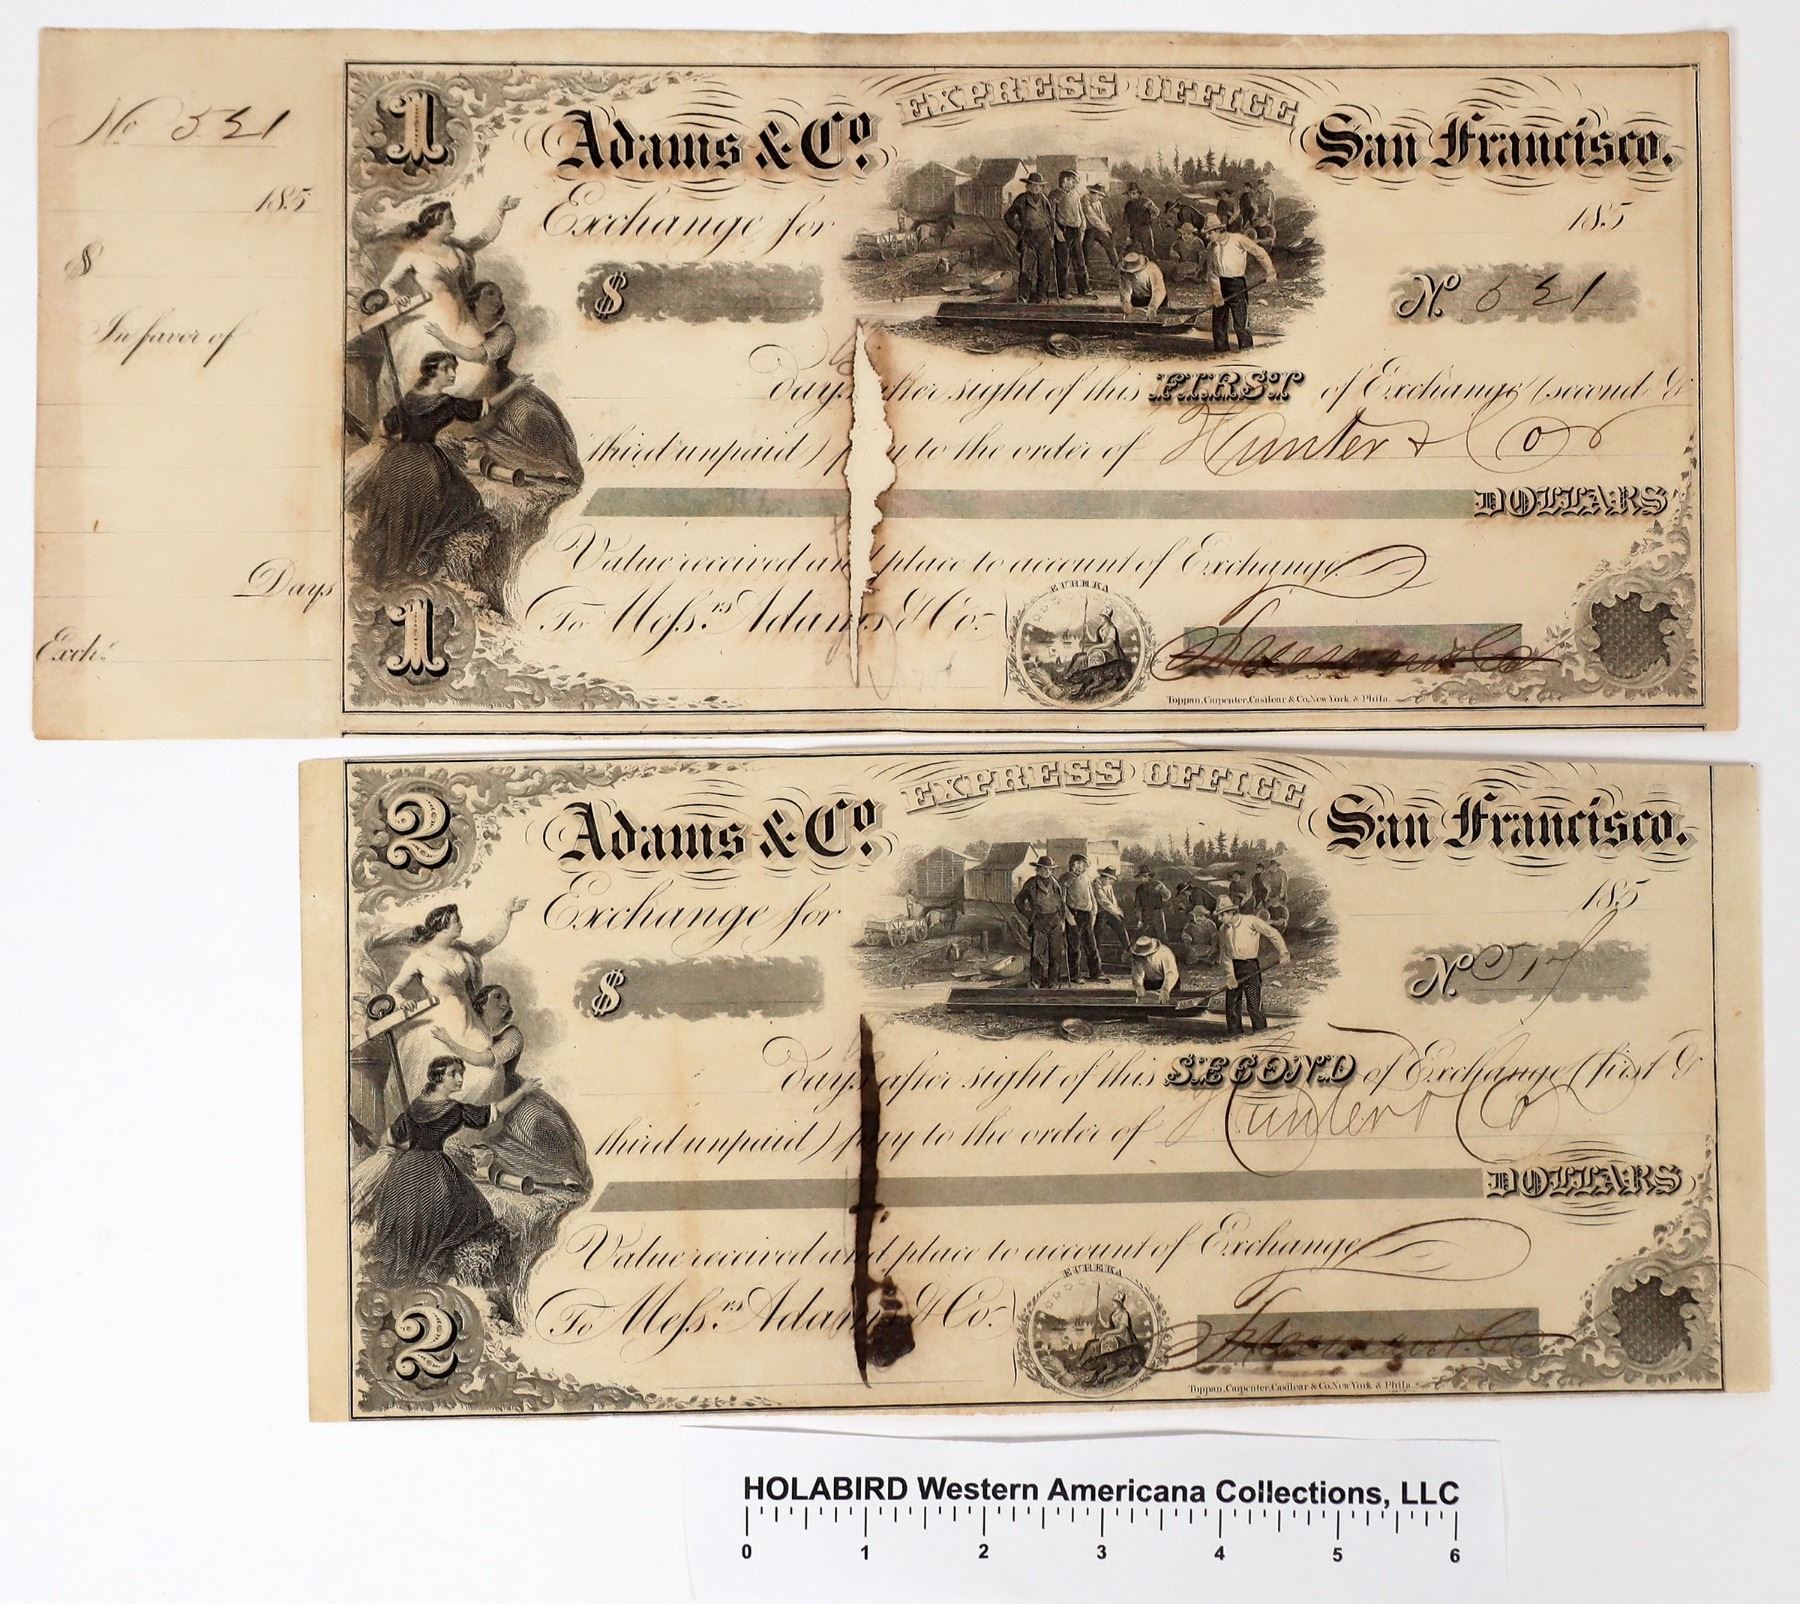 1
No 521
185
$
In favor of
Days
Exch:
EXPRESS OFFICE
Adams & Co. San Francisco.
Exchange for 185
$ No. 521
days after sight of this FIRST of Exchange (second &
third unpaid) pay to the order of Hunter & Co
DOLLARS
Value received and place to account of Exchange
To Messrs. Adams & Co.
EUREKA
Freeman & Co
1
Toppan, Carpenter, Casilear & Co. New York & Phila.
2
EXPRESS OFFICE
Adams & Co. San Francisco.
Exchange for 185
$ No. 517
days after sight of this SECOND of Exchange (first &
third unpaid) pay to the order of Hunter & Co
DOLLARS
Value received and place to account of Exchange
To Messrs. Adams & Co.
EUREKA
Freeman & Co
2
Toppan, Carpenter, Casilear & Co. New York & Phila.
HOLABIRD Western Americana Collections, LLC
0 1 2 3 4 5 6